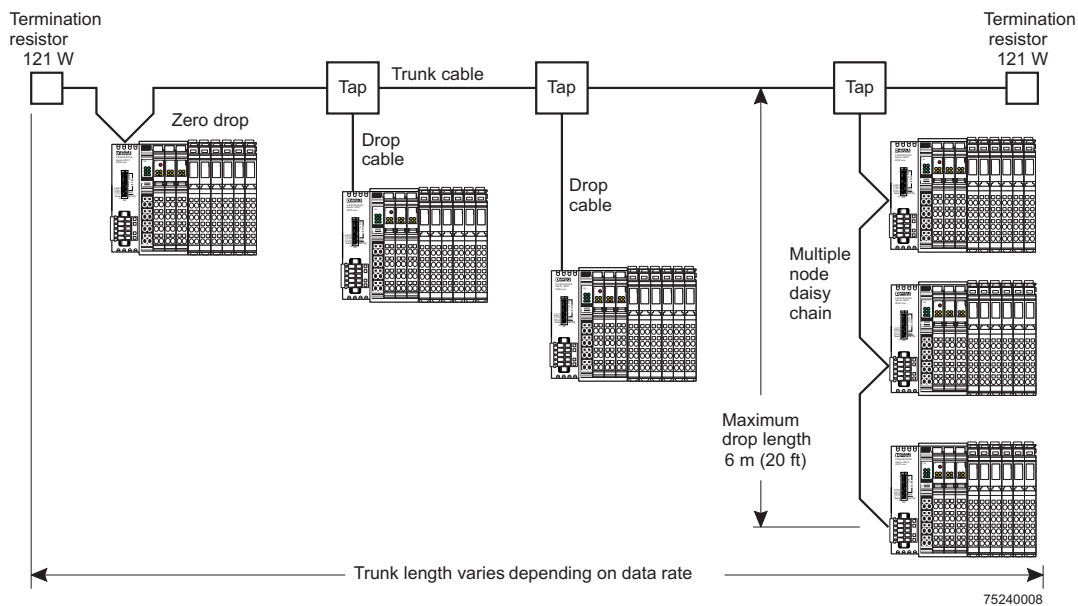 Termination
resistor
121 W
Termination
resistor
121 W
Tap
Trunk cable
Tap
Tap
Zero drop
Drop
cable
Drop
cable
Multiple
node
daisy
chain
Maximum
drop length
6 m (20 ft)
Trunk length varies depending on data rate
75240008